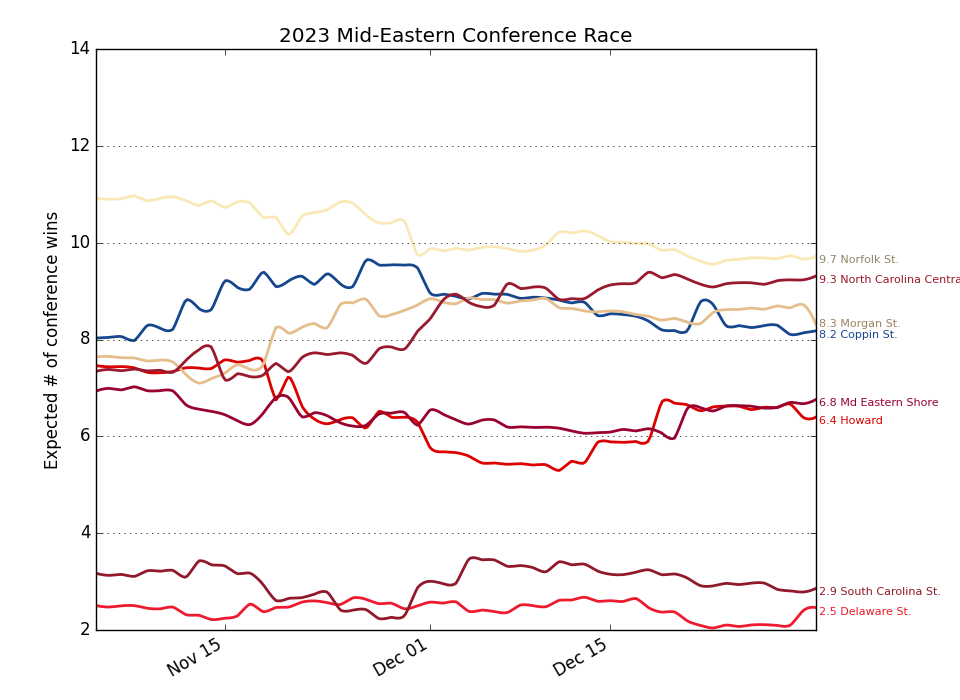 2023 Mid-Eastern Conference Race
Expected # of conference wins
14
12
10
8
6
4
2
9.7 Norfolk St.
9.3 North Carolina Centra
8.3 Morgan St.
8.2 Coppin St.
6.8 Md Eastern Shore
6.4 Howard
2.9 South Carolina St.
2.5 Delaware St.
Nov 15
Dec 01
Dec 15